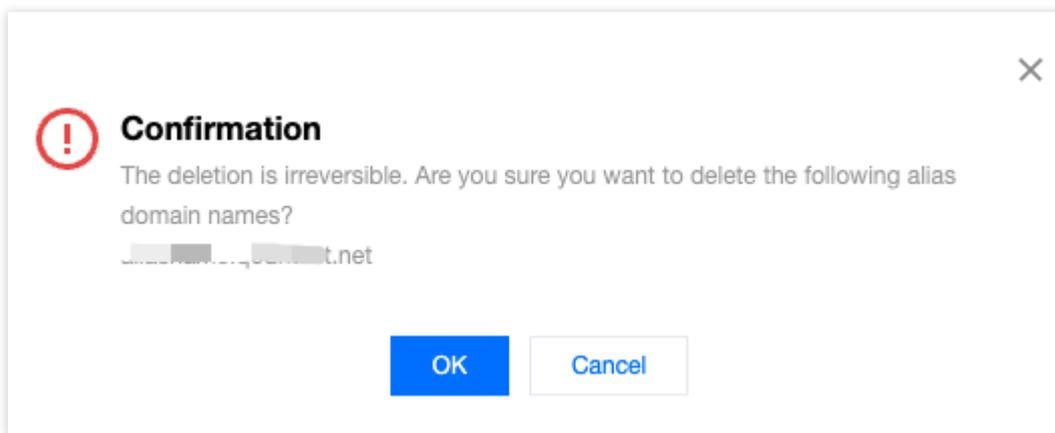 Confirmation
The deletion is irreversible. Are you sure you want to delete the following alias
domain names?
.net
OK
Cancel